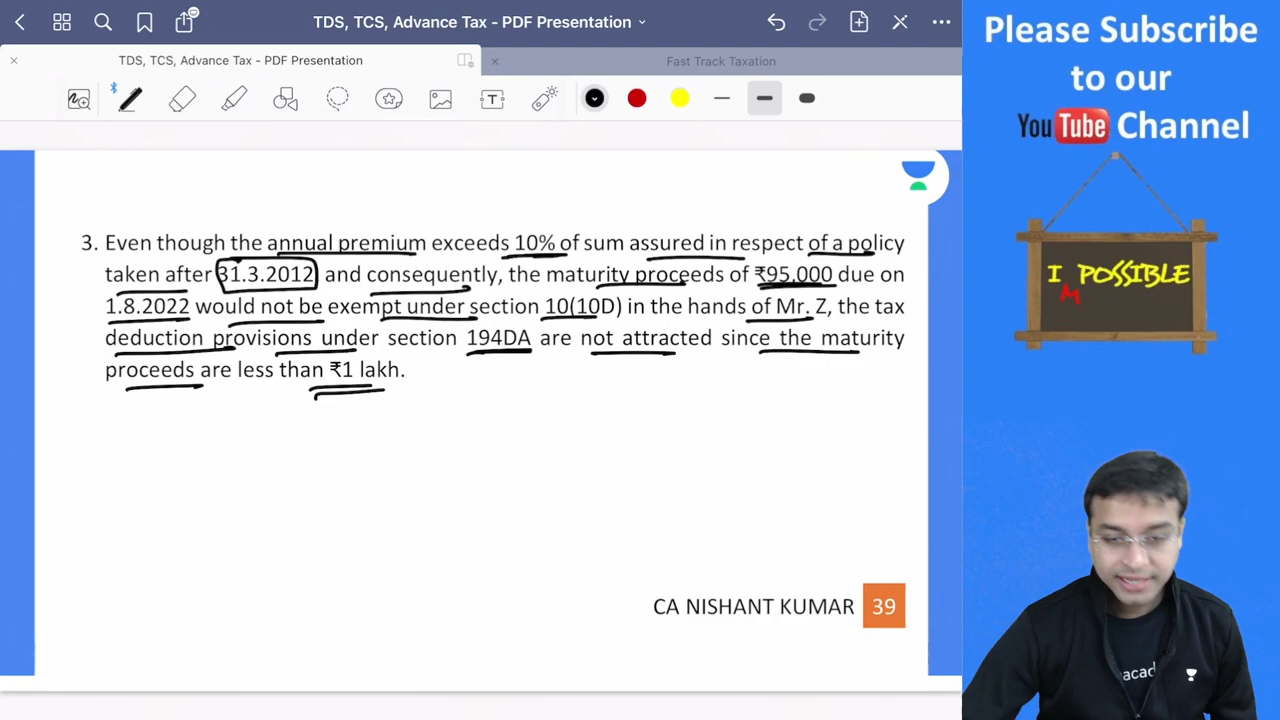 TDS, TCS, Advance Tax - PDF Presentation
TDS, TCS, Advance Tax - PDF Presentation
Fast Track Taxation
3. Even though the annual premium exceeds 10% of sum assured in respect of a policy
taken after 31.3.2012 and consequently, the maturity proceeds of ₹95,000 due on
1.8.2022 would not be exempt under section 10(10D) in the hands of Mr. Z, the tax
deduction provisions under section 194DA are not attracted since the maturity
proceeds are less than ₹1 lakh.
CA NISHANT KUMAR 39
Please Subscribe
to our
YouTube Channel
I POSSIBLE
M
acad